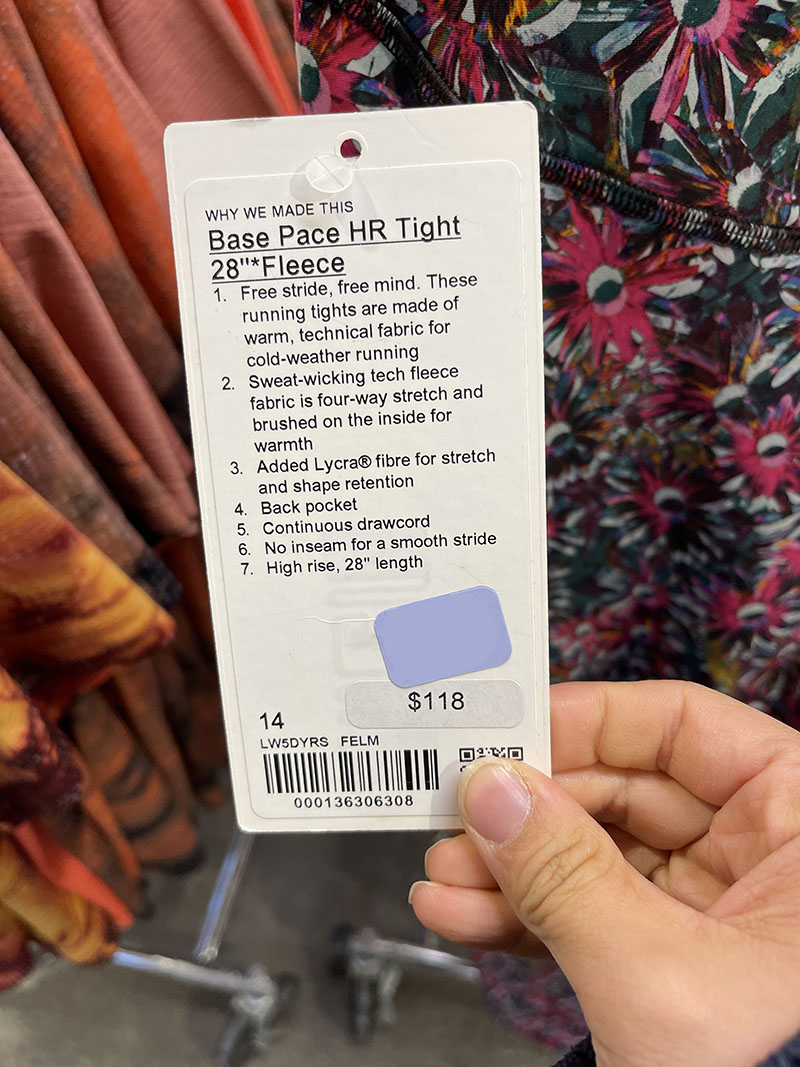 WHY WE MADE THIS
Base Pace HR Tight
28"*Fleece
1. Free stride, free mind. These
running tights are made of
warm, technical fabric for
cold-weather running
2. Sweat-wicking tech fleece
fabric is four-way stretch and
brushed on the inside for
warmth
3. Added Lycra® fibre for stretch
and shape retention
4. Back pocket
5. Continuous drawcord
6. No inseam for a smooth stride
7. High rise, 28" length
$118
14
LW5DYRS FELM
000136306308